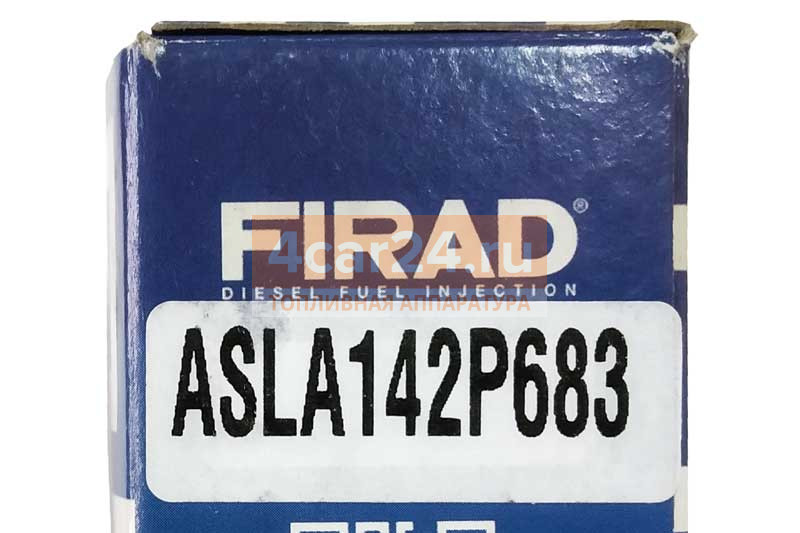 FIRAD®
4car24.ru
DIESEL FUEL INJECTION
ТОПЛИВНАЯ АППАРАТУРА
ASLA142P683